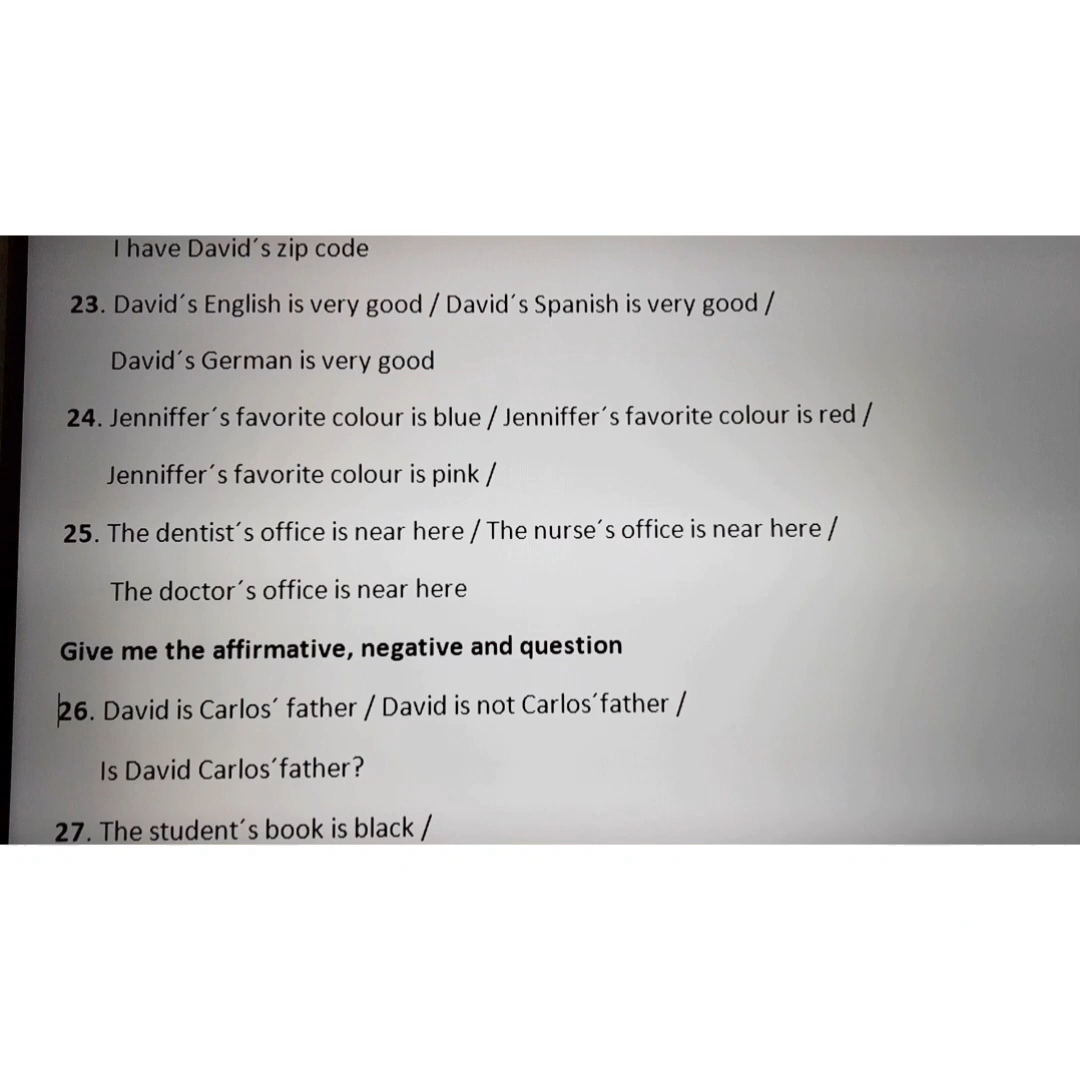 I have David´s zip code
23. David´s English is very good / David´s Spanish is very good /
David´s German is very good
24. Jenniffer´s favorite colour is blue / Jenniffer´s favorite colour is red /
Jenniffer´s favorite colour is pink /
25. The dentist´s office is near here / The nurse´s office is near here /
The doctor´s office is near here
Give me the affirmative, negative and question
26. David is Carlos´ father / David is not Carlos´father /
Is David Carlos´father?
27. The student´s book is black /